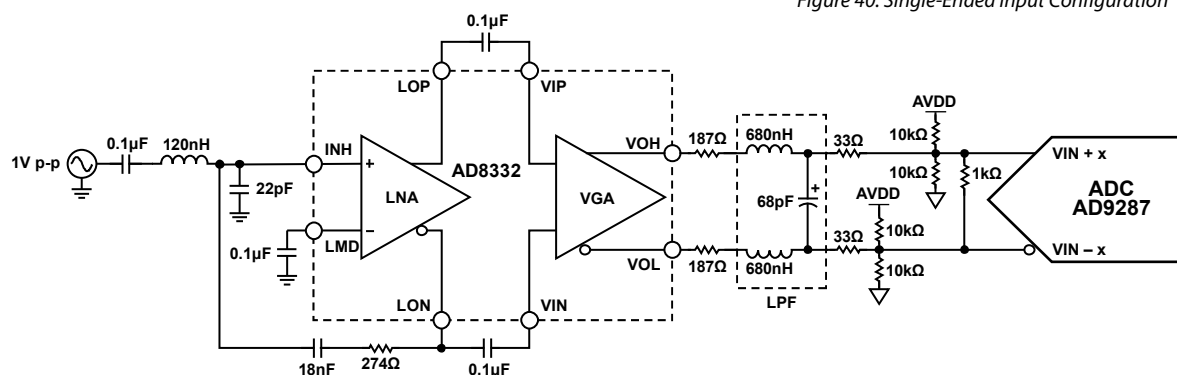 Figure 40. Single-Ended Input Configuration
0.1µF
LOP
VIP
AVDD
0.1µF
120nH
1V p-p
INH
187Ω
680nH
33Ω
10kΩ
VOH
VIN + x
+
AD8332
22pF
LNA
VGA
68pF
+
10kΩ
1kΩ
ADC
AD9287
AVDD
–
LMD
0.1µF
33Ω
10kΩ
VOL
VIN – x
187Ω
680nH
10kΩ
LON
VIN
LPF
18nF
274Ω
0.1µF